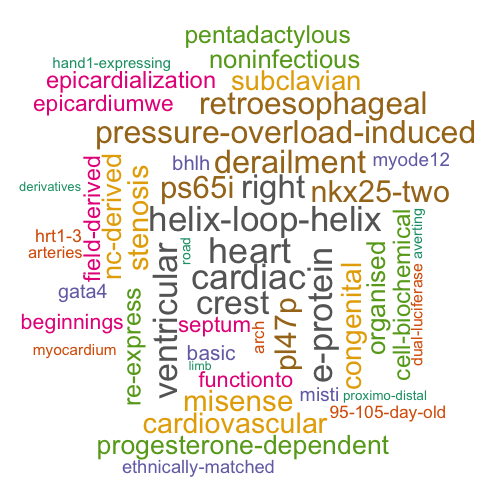 pentadactylous
hand1-expressing noninfectious
epicardialization subclavian
epicardiumwe retroesophageal
pressure-overload-induced
bhlh derailment myode12
derivatives ps65i right nkx25-two
field-derived nc-derived stenosis
helix-loop-helix
hrt1-3 road heart averting
arteries cardiac
gata4 ventricular crest e-protein congenital organised cell-biochemical dual-luciferase
beginnings re-express septum arch pl47p
myocardium basic
limb
functionto misti proximo-distal
misense 95-105-day-old
cardiovascular
progesterone-dependent
ethnically-matched